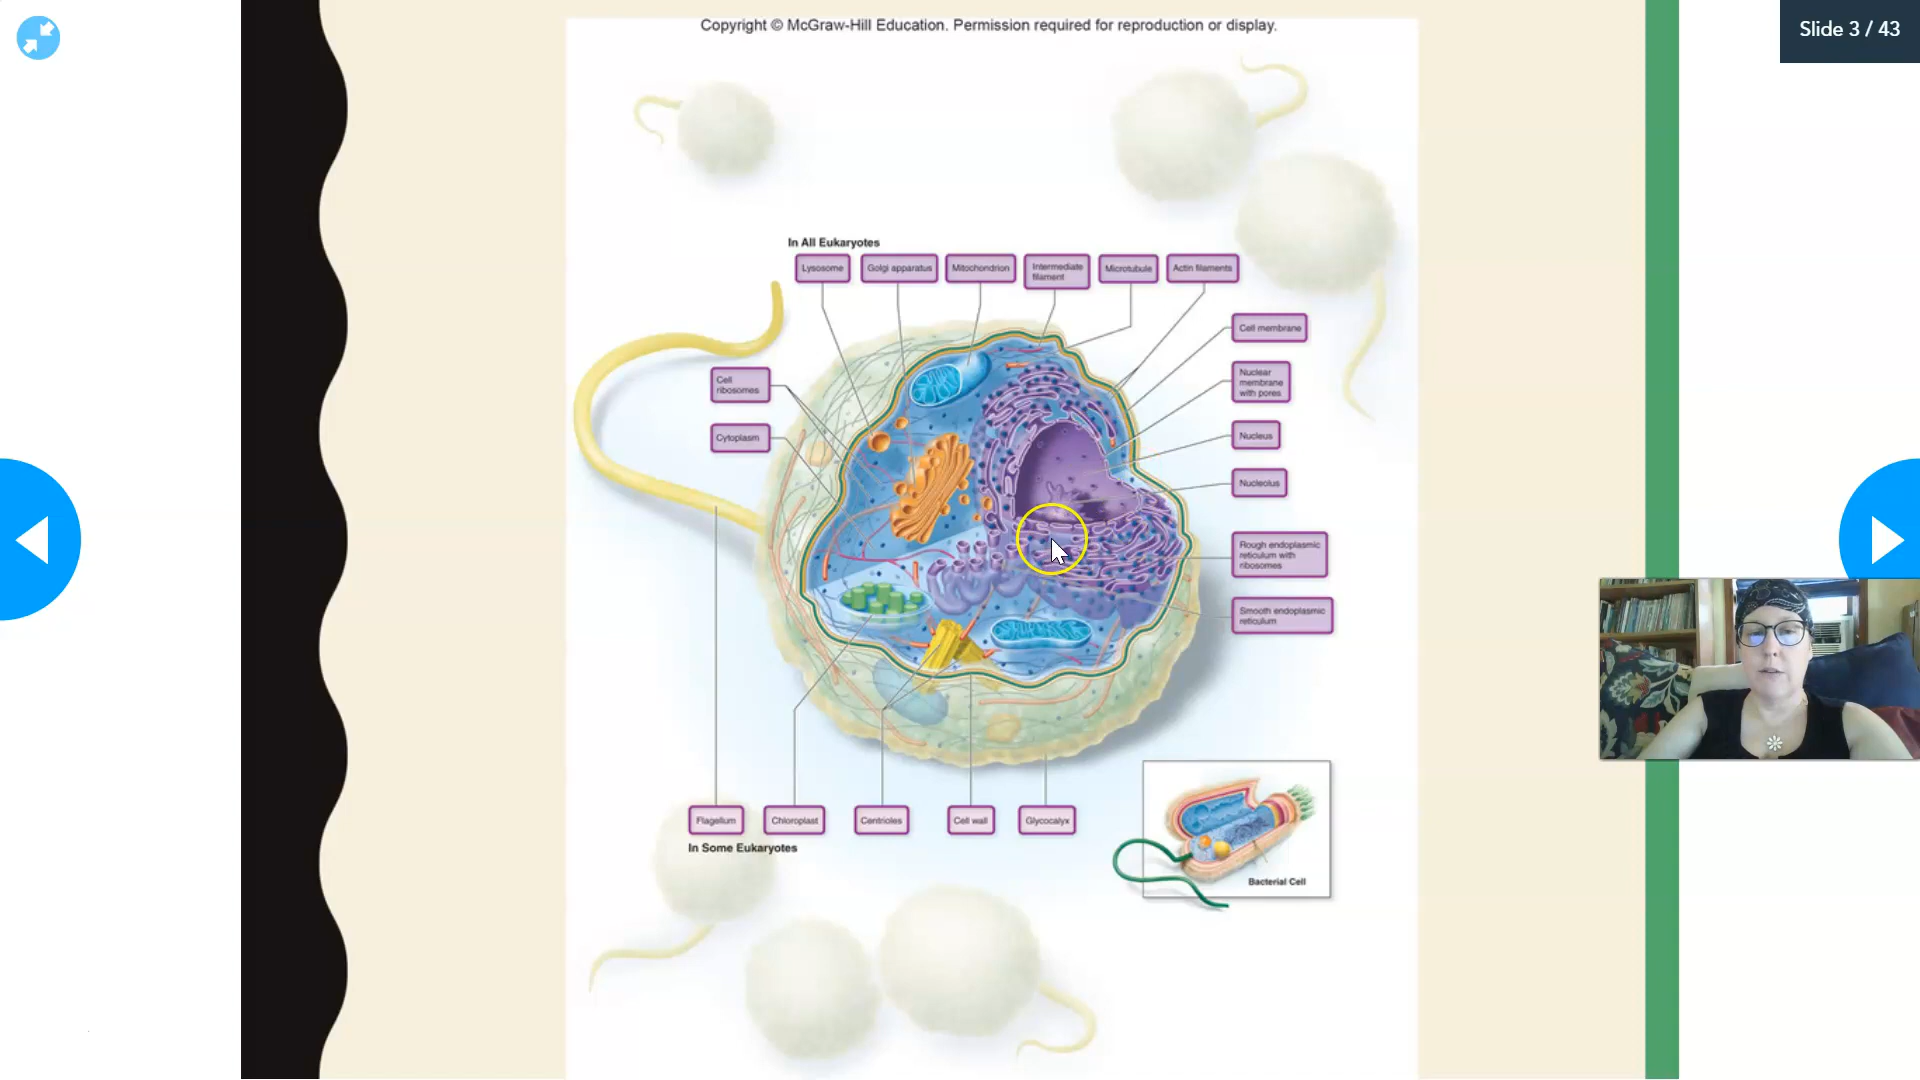 Copyright © McGraw-Hill Education. Permission required for reproduction or display.
Slide 3 / 43
In All Eukaryotes
Lysosome
Golgi apparatus
Mitochondrion
Intermediate
filament
Microtubule
Actin filaments
Cell membrane
Cell
ribosomes
Nuclear
membrane
with pores
Cytoplasm
Nucleus
Nucleolus
Rough endoplasmic
reticulum with
ribosomes
Smooth endoplasmic
reticulum
Flagellum
Chloroplast
Centrioles
Cell wall
Glycocalyx
In Some Eukaryotes
Bacterial Cell